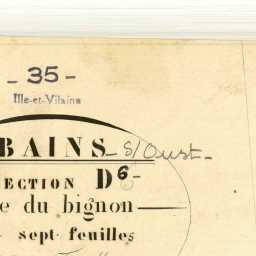 - 35 -
Ille-et-Vilaine
BAINS - S/Oust -
ECTION D6 -
e du bignon
sept feuilles